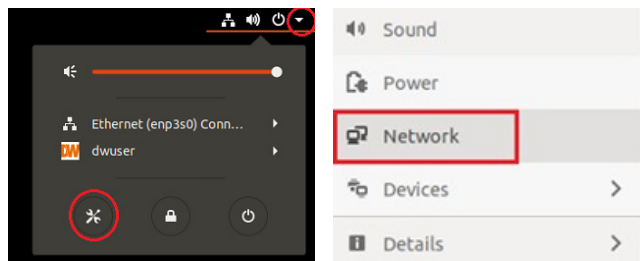 Ethernet (enp3s0) Conn...
DW dwuser
Sound
Power
Network
Devices
Details